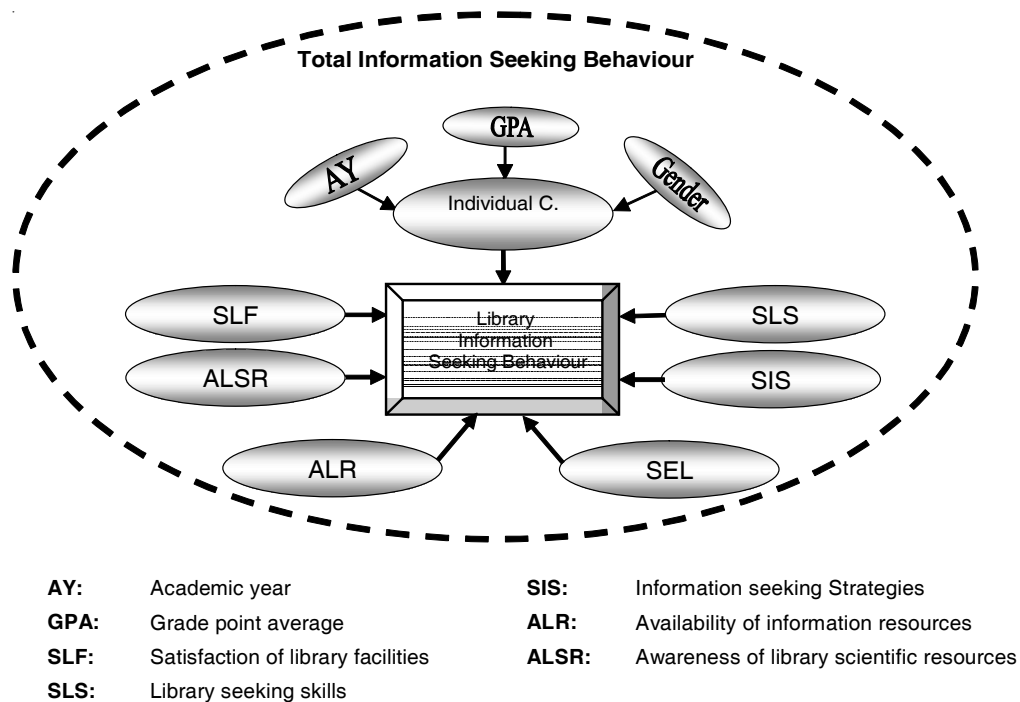 Total Information Seeking Behaviour
GPA
AY
Gender
Individual C.
SLF
Library
Information
Seeking Behaviour
SLS
ALSR
SIS
ALR
SEL
AY: Academic year
GPA: Grade point average
SLF: Satisfaction of library facilities
SLS: Library seeking skills
SIS: Information seeking Strategies
ALR: Availability of information resources
ALSR: Awareness of library scientific resources